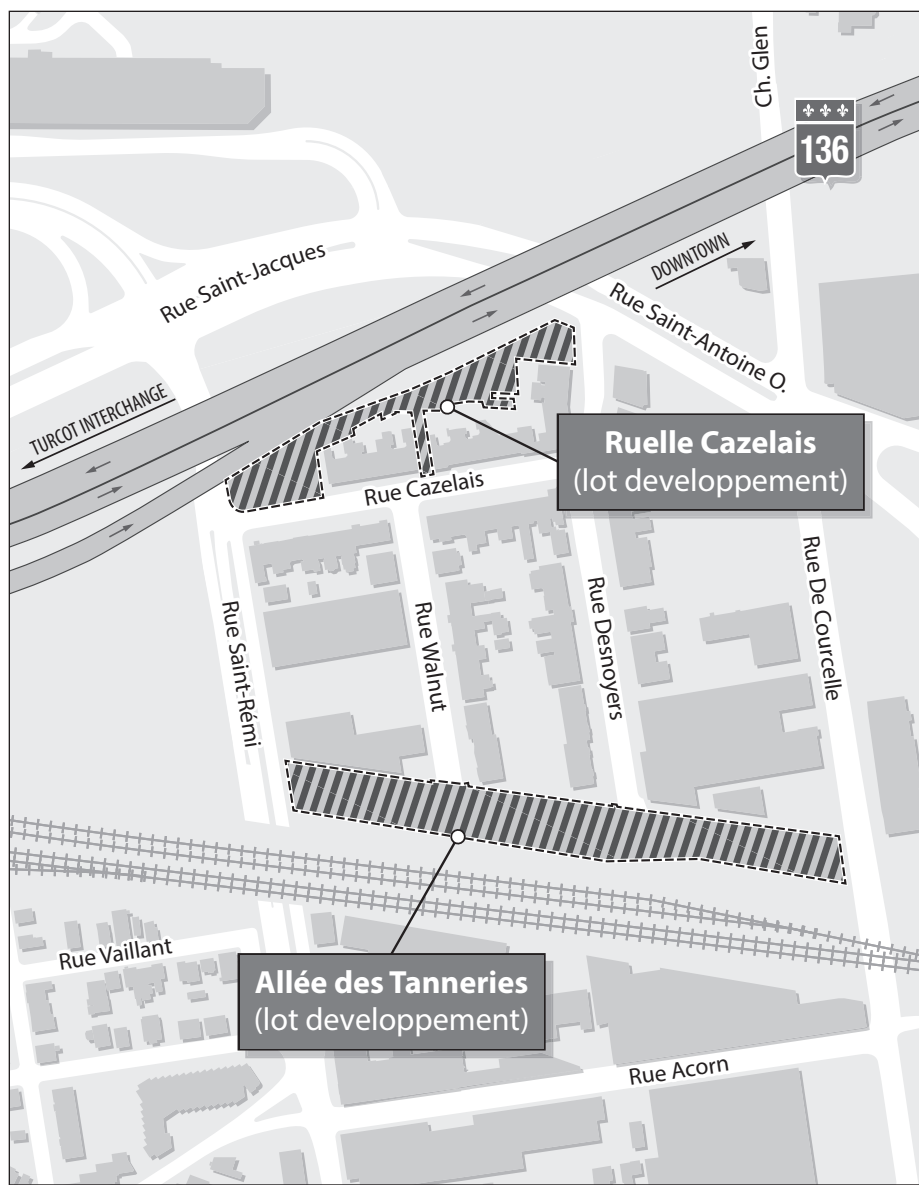 Ch. Glen
136
Rue Saint-Jacques
DOWNTOWN
Rue Saint-Antoine O.
TURCOT INTERCHANGE
Ruelle Cazelais
(lot developpement)
Rue Cazelais
Rue Saint-Rémi
Rue Walnut
Rue Desnoyers
Rue De Courcelle
Rue Vaillant
Allée des Tanneries
(lot developpement)
Rue Acorn